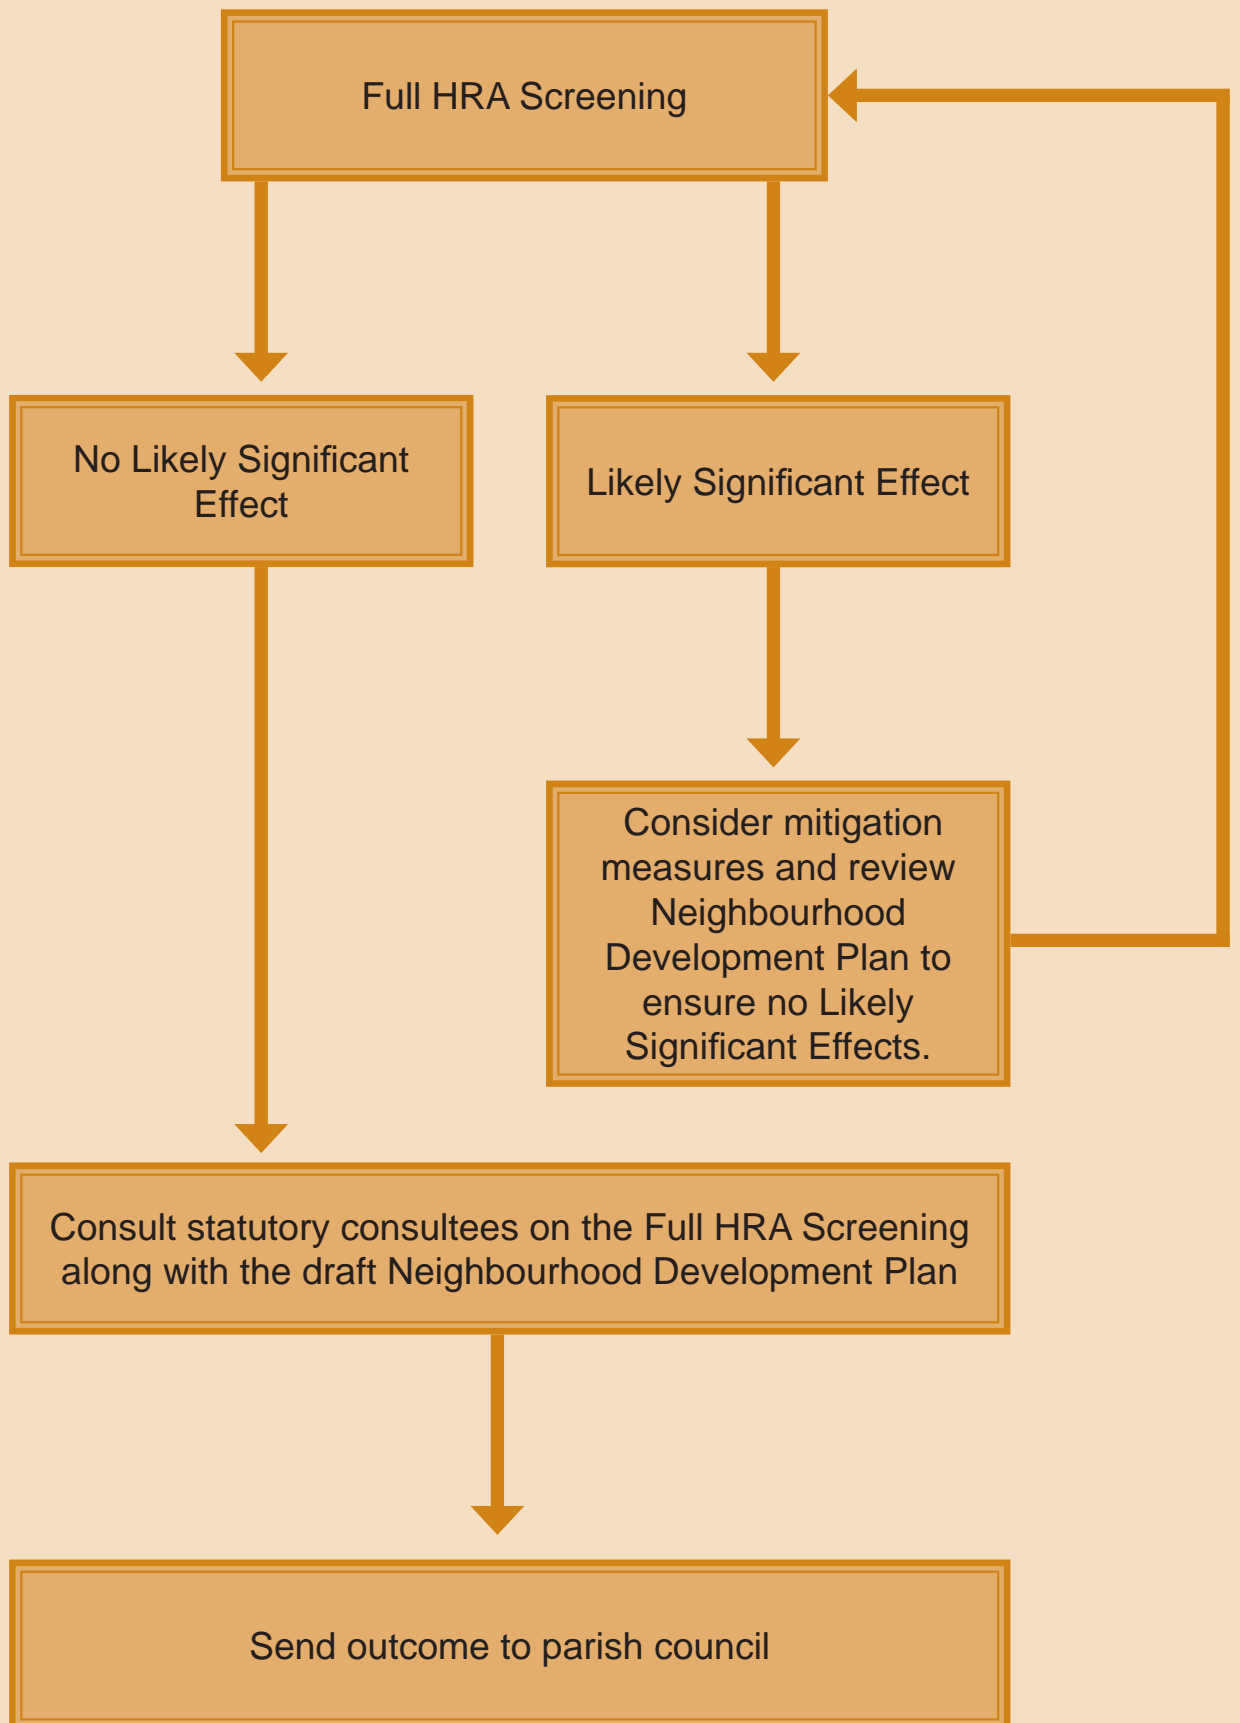 Full HRA Screening
No Likely Significant
Effect
Likely Significant Effect
Consider mitigation
measures and review
Neighbourhood
Development Plan to
ensure no Likely
Significant Effects.
Consult statutory consultees on the Full HRA Screening
along with the draft Neighbourhood Development Plan
Send outcome to parish council